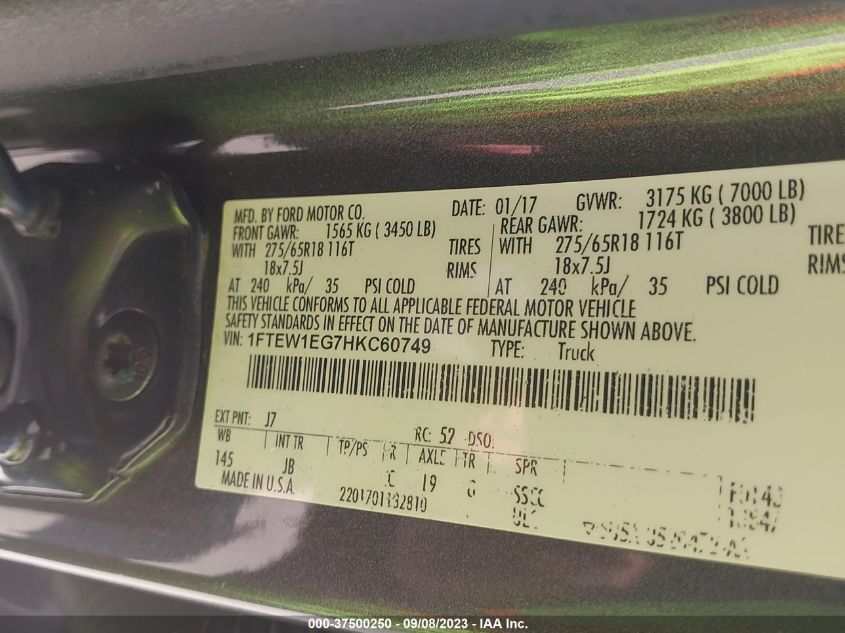 MFD. BY FORD MOTOR CO. DATE: 01/17 GVWR: 3175 KG ( 7000 LB)
FRONT GAWR: 1565 KG ( 3450 LB) REAR GAWR: 1724 KG ( 3800 LB)
WITH 275/65R18 116T TIRES WITH 275/65R18 116T TIRE
18x7.5J RIMS 18x7.5J RIMS
AT 240 kPa/ 35 PSI COLD AT 240 kPa/ 35 PSI COLD
THIS VEHICLE CONFORMS TO ALL APPLICABLE FEDERAL MOTOR VEHICLE
SAFETY STANDARDS IN EFFECT ON THE DATE OF MANUFACTURE SHOWN ABOVE.
VIN: 1FTEW1EG7HKC60749 TYPE: Truck
EXT PNT: J7 RC: 52 DSO:
WB INT TR TP/PS R AXLE TR SPR
145 JB C 19 SSCC
MADE IN U.S.A.
000-37500250 - 09/08/2023 - IAA Inc.